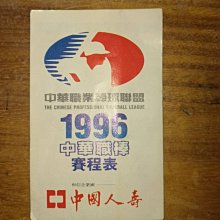 中華職業棒球聯盟
THE CHINESE PROFESSIONAL BASEBALL LEAGUE
1996
中華職棒
賽程表
中國人壽